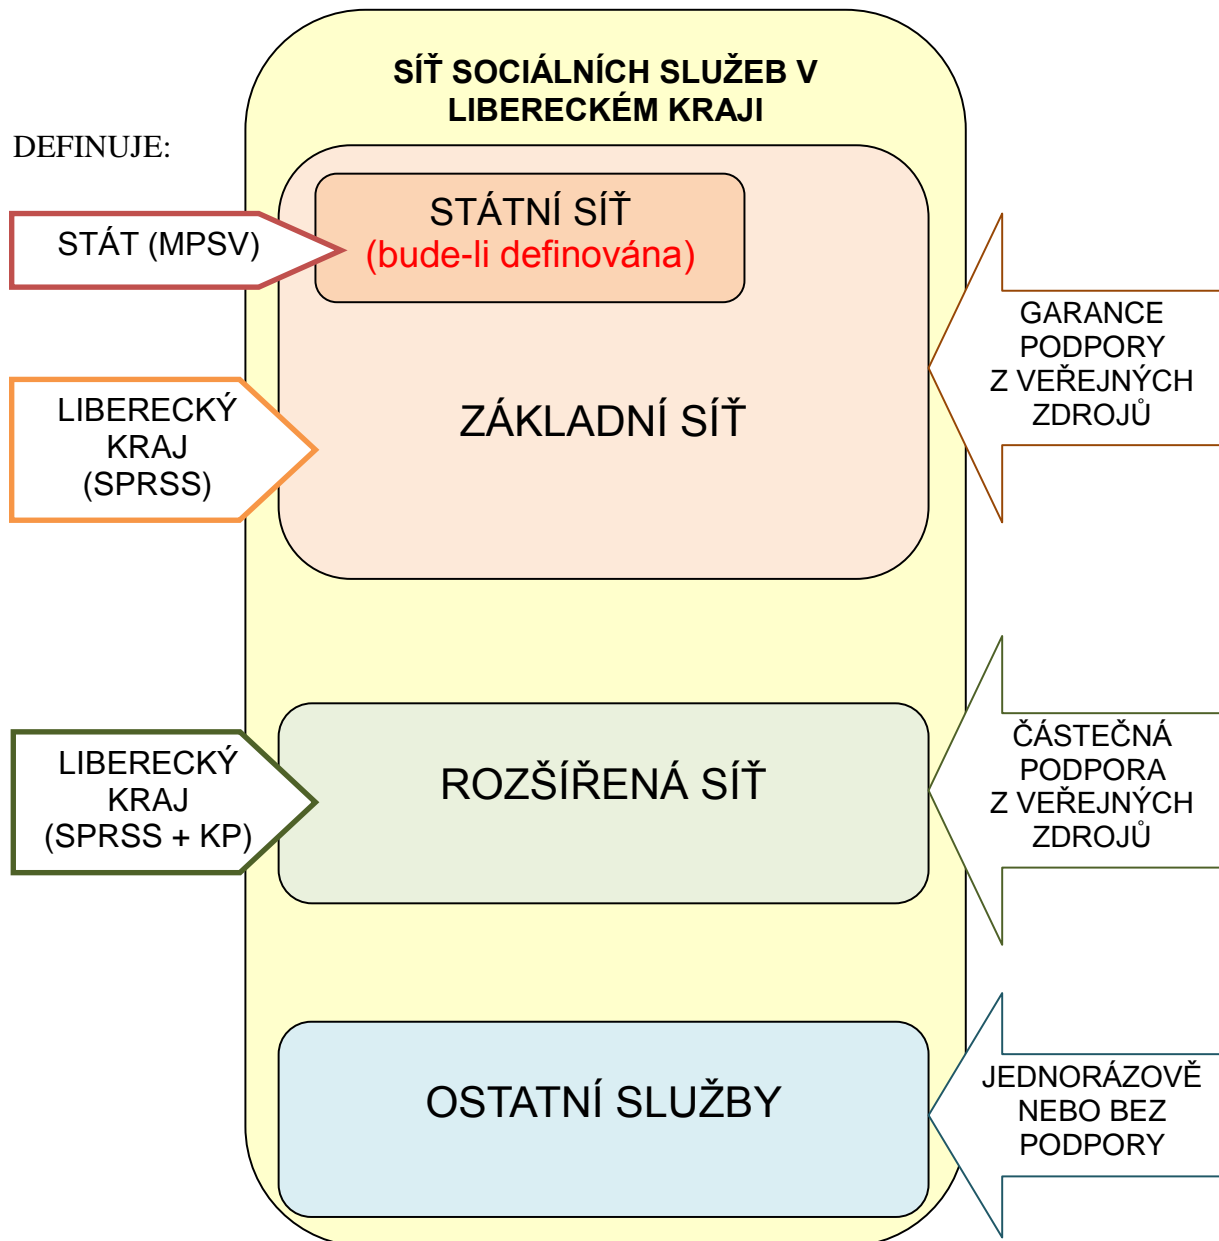 SÍŤ SOCIÁLNÍCH SLUŽEB V
LIBERECKÉM KRAJI
DEFINUJE:
STÁT (MPSV)
STÁTNÍ SÍŤ
(bude-li definována)
GARANCE
PODPORY
Z VEŘEJNÝCH
ZDROJŮ
LIBERECKÝ
KRAJ
(SPRSS)
ZÁKLADNÍ SÍŤ
LIBERECKÝ
KRAJ
(SPRSS + KP)
ROZŠÍŘENÁ SÍŤ
ČÁSTEČNÁ
PODPORA
Z VEŘEJNÝCH
ZDROJŮ
OSTATNÍ SLUŽBY
JEDNORÁZOVĚ
NEBO BEZ
PODPORY